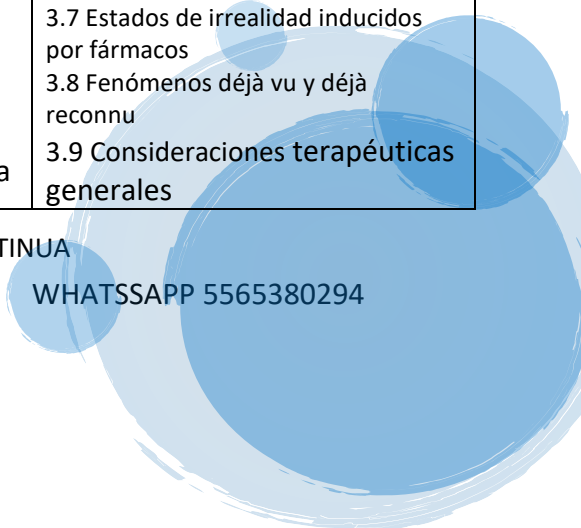 3.7 Estados de irrealidad inducidos
por fármacos
3.8 Fenómenos déjà vu y déjà
reconnu
3.9 Consideraciones terapéuticas
a generales
TINUA
WHATSSAPP 5565380294